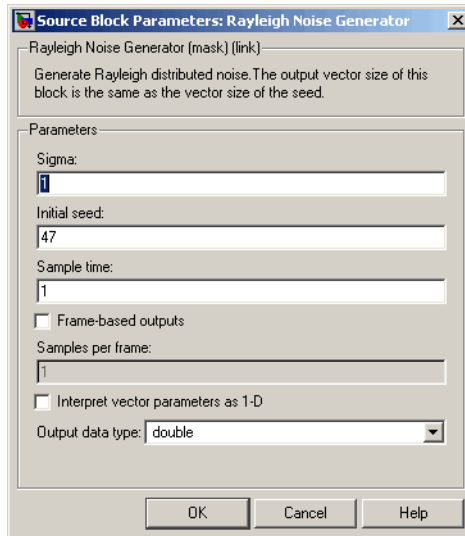 Source Block Parameters: Rayleigh Noise Generator
Rayleigh Noise Generator (mask) (link)
Generate Rayleigh distributed noise.The output vector size of this
block is the same as the vector size of the seed.
Parameters
Sigma:
1
Initial seed:
47
Sample time:
1
Frame-based outputs
Samples per frame:
1
Interpret vector parameters as 1-D
Output data type: double
OK Cancel Help